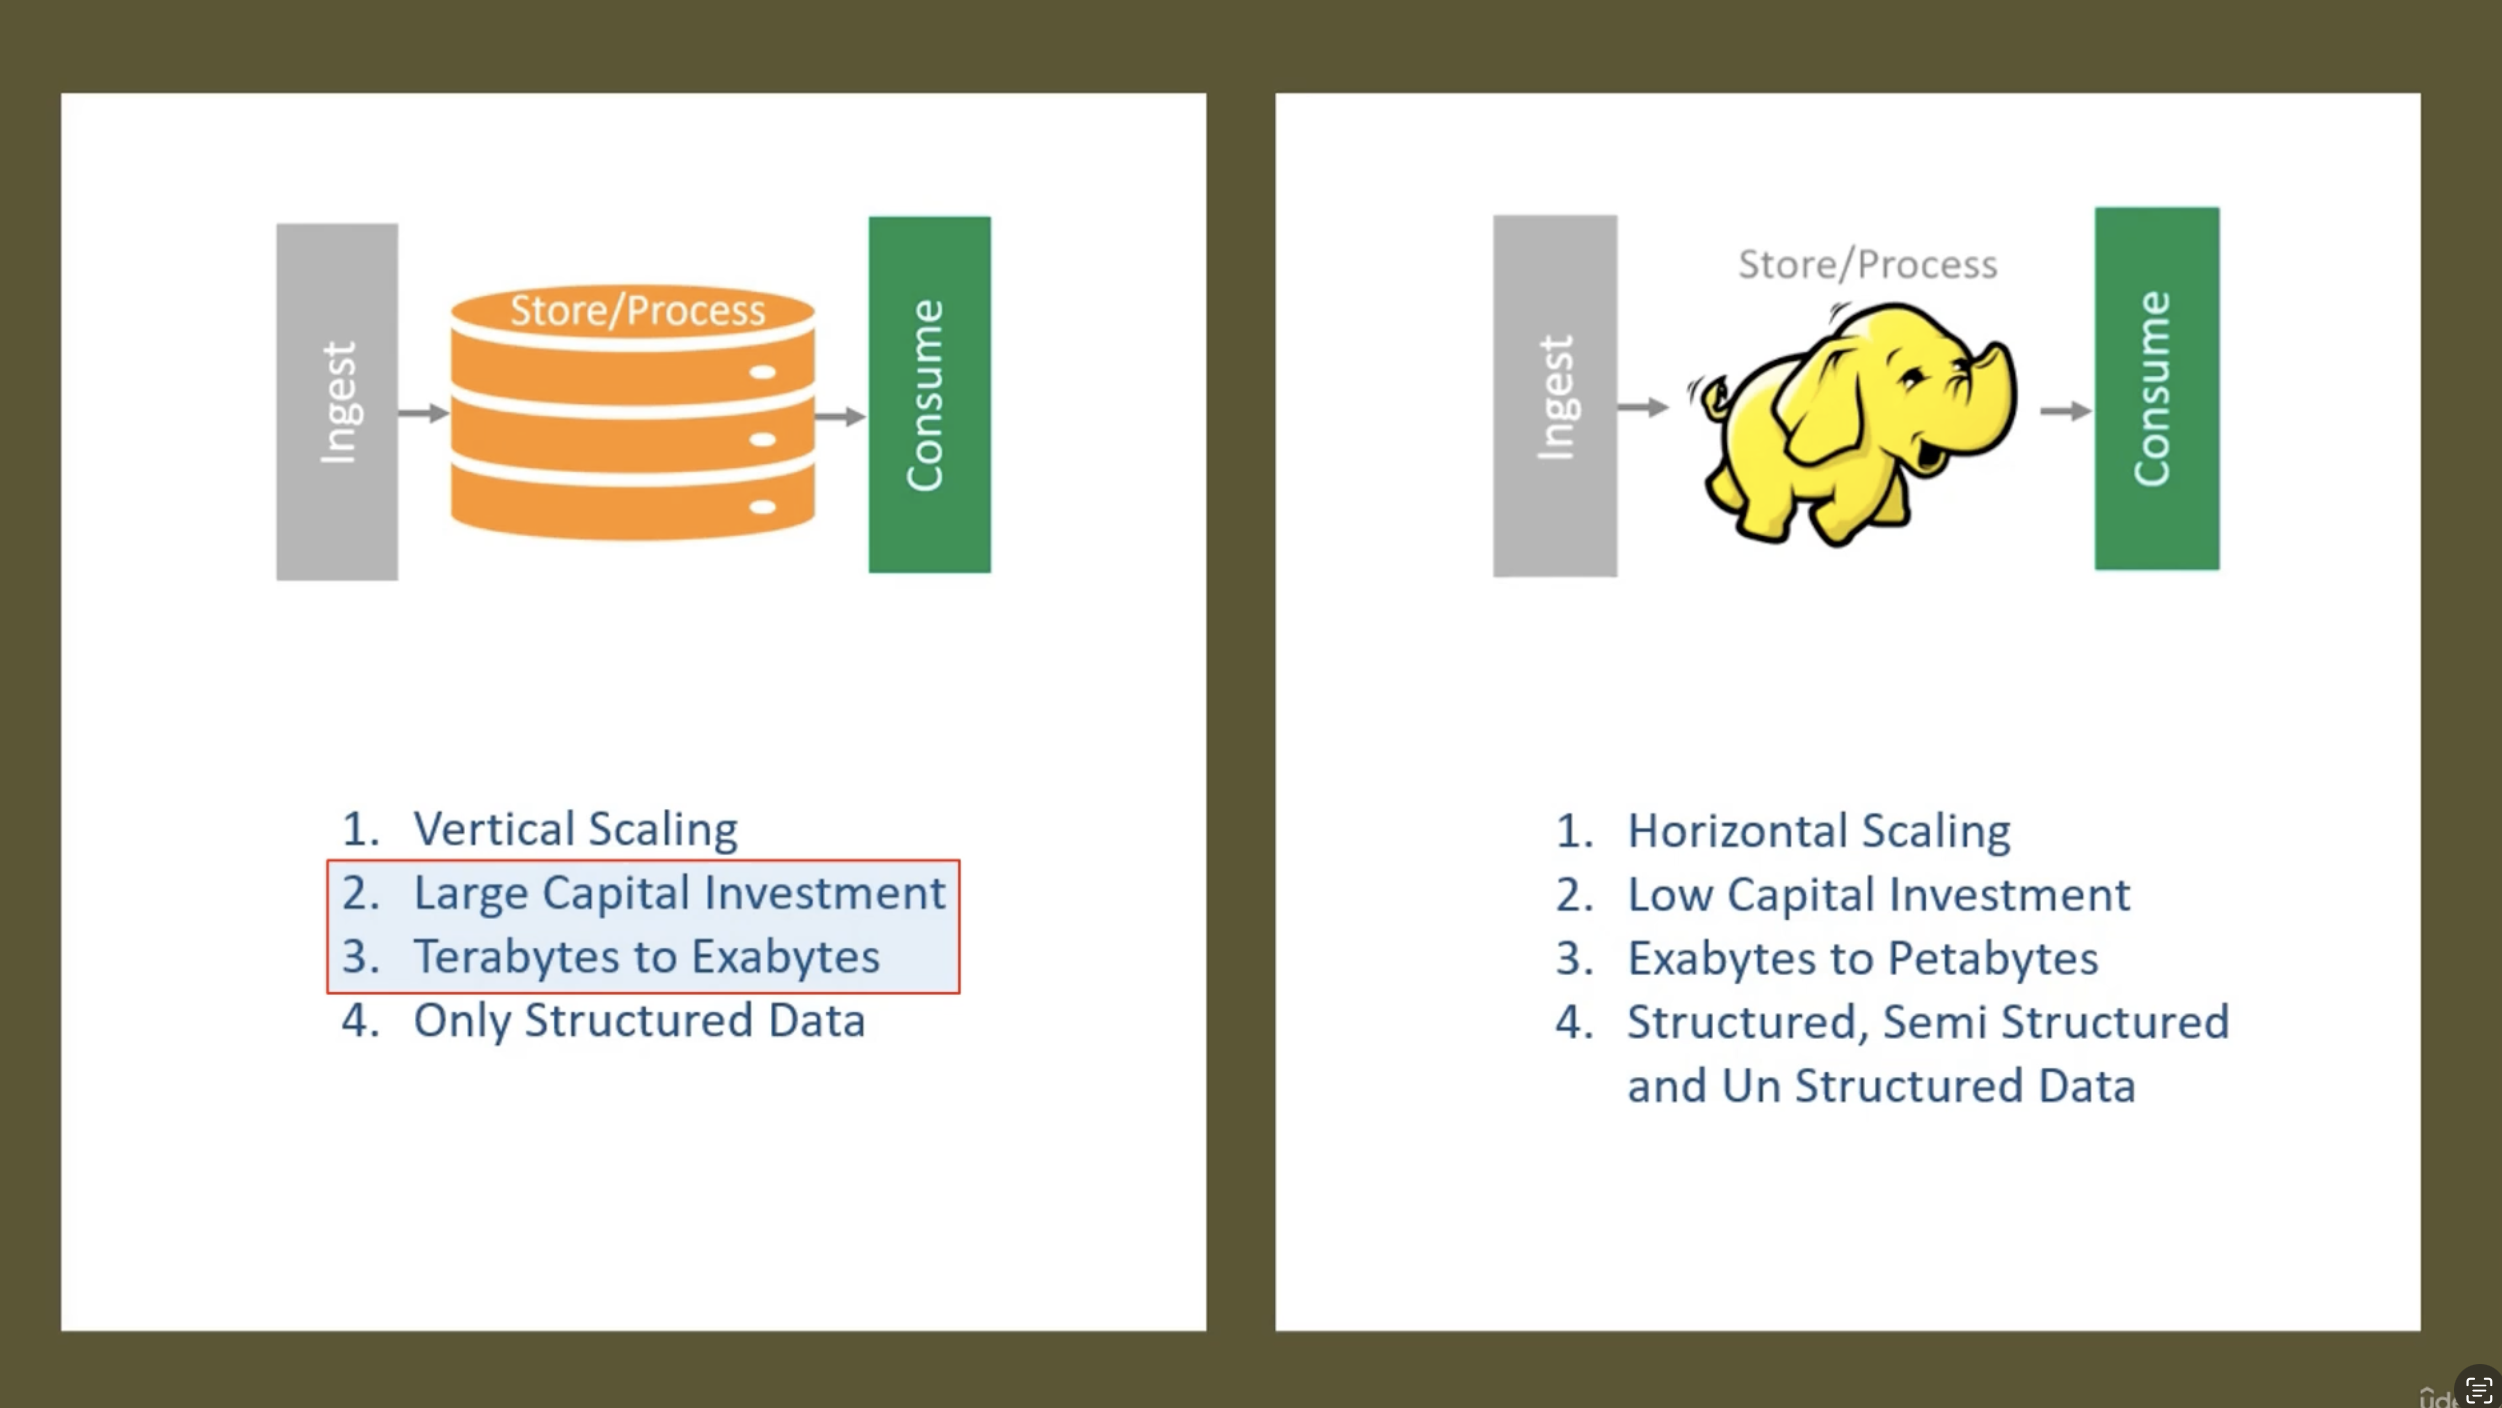 Ingest
Store/Process
Consume
1. Vertical Scaling
2. Large Capital Investment
3. Terabytes to Exabytes
4. Only Structured Data
Ingest
Store/Process
Consume
1. Horizontal Scaling
2. Low Capital Investment
3. Exabytes to Petabytes
4. Structured, Semi Structured
and Un Structured Data